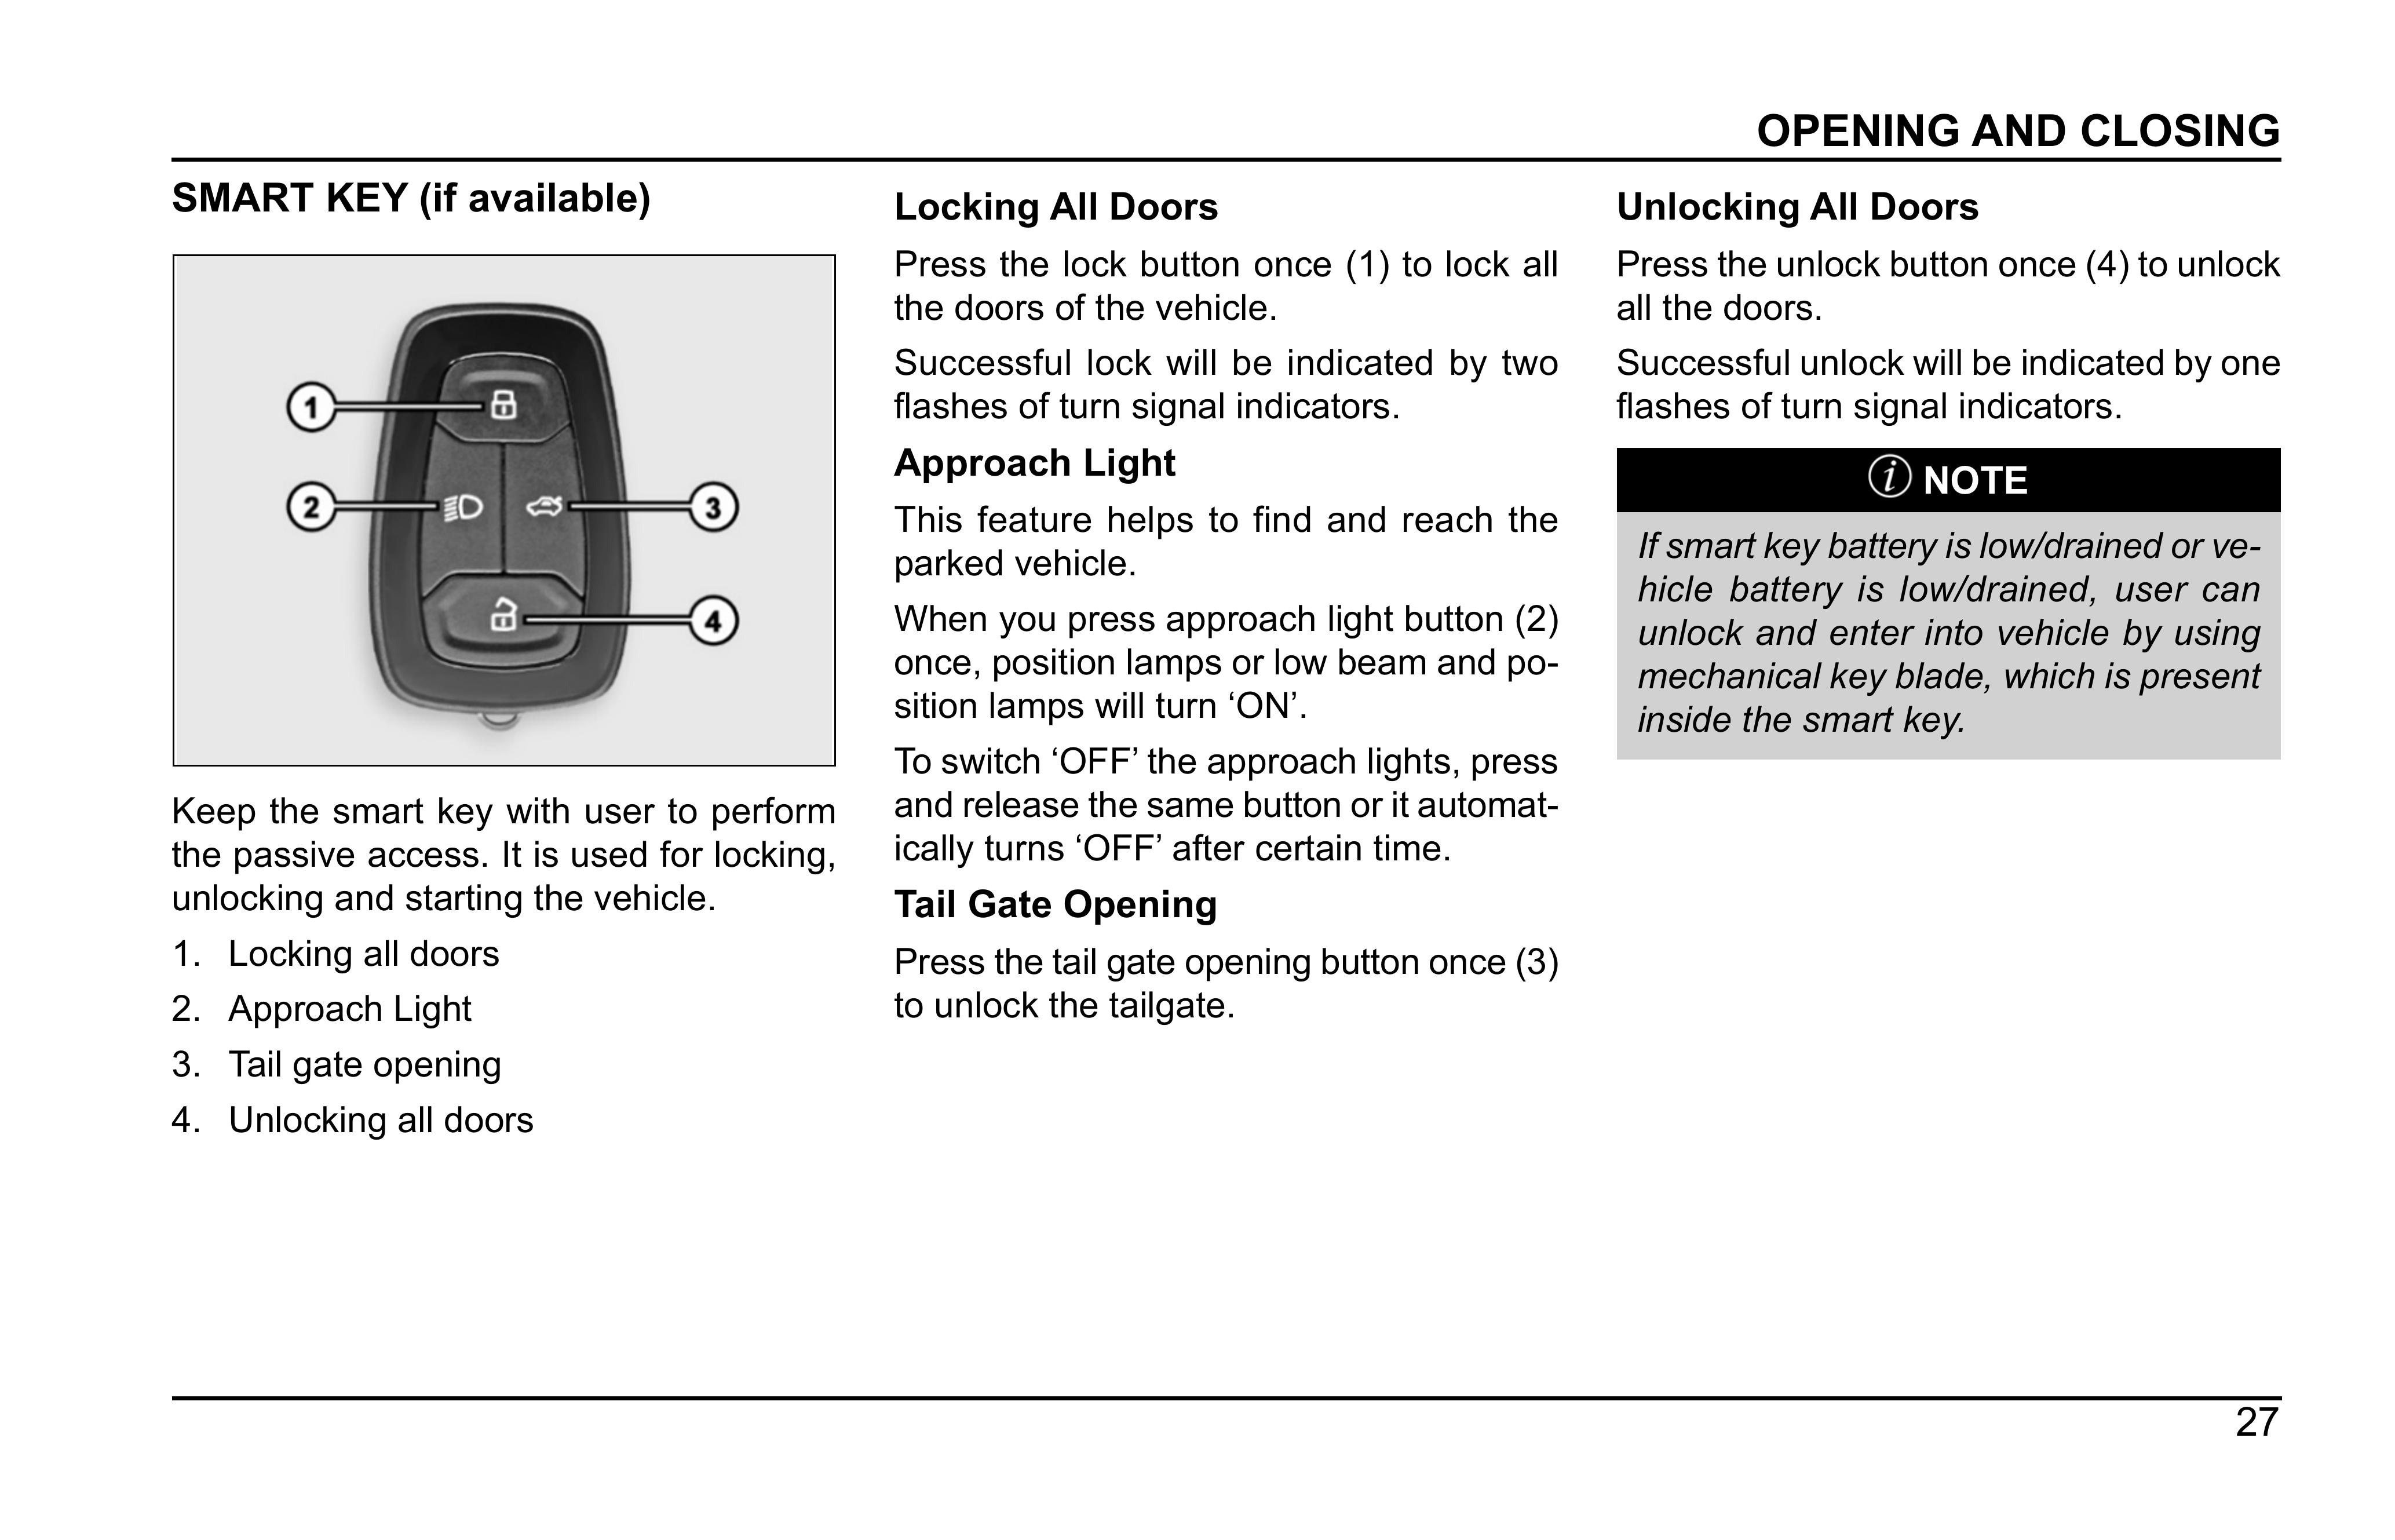 OPENING AND CLOSING
SMART KEY (if available)
1
2
3
4
Keep the smart key with user to perform
the passive access. It is used for locking,
unlocking and starting the vehicle.
1. Locking all doors
2. Approach Light
3. Tail gate opening
4. Unlocking all doors
Locking All Doors
Press the lock button once (1) to lock all
the doors of the vehicle.
Successful lock will be indicated by two
flashes of turn signal indicators.
Approach Light
This feature helps to find and reach the
parked vehicle.
When you press approach light button (2)
once, position lamps or low beam and po-
sition lamps will turn ‘ON’.
To switch ‘OFF’ the approach lights, press
and release the same button or it automat-
ically turns ‘OFF’ after certain time.
Tail Gate Opening
Press the tail gate opening button once (3)
to unlock the tailgate.
Unlocking All Doors
Press the unlock button once (4) to unlock
all the doors.
Successful unlock will be indicated by one
flashes of turn signal indicators.
i NOTE
If smart key battery is low/drained or ve-
hicle battery is low/drained, user can
unlock and enter into vehicle by using
mechanical key blade, which is present
inside the smart key.
27